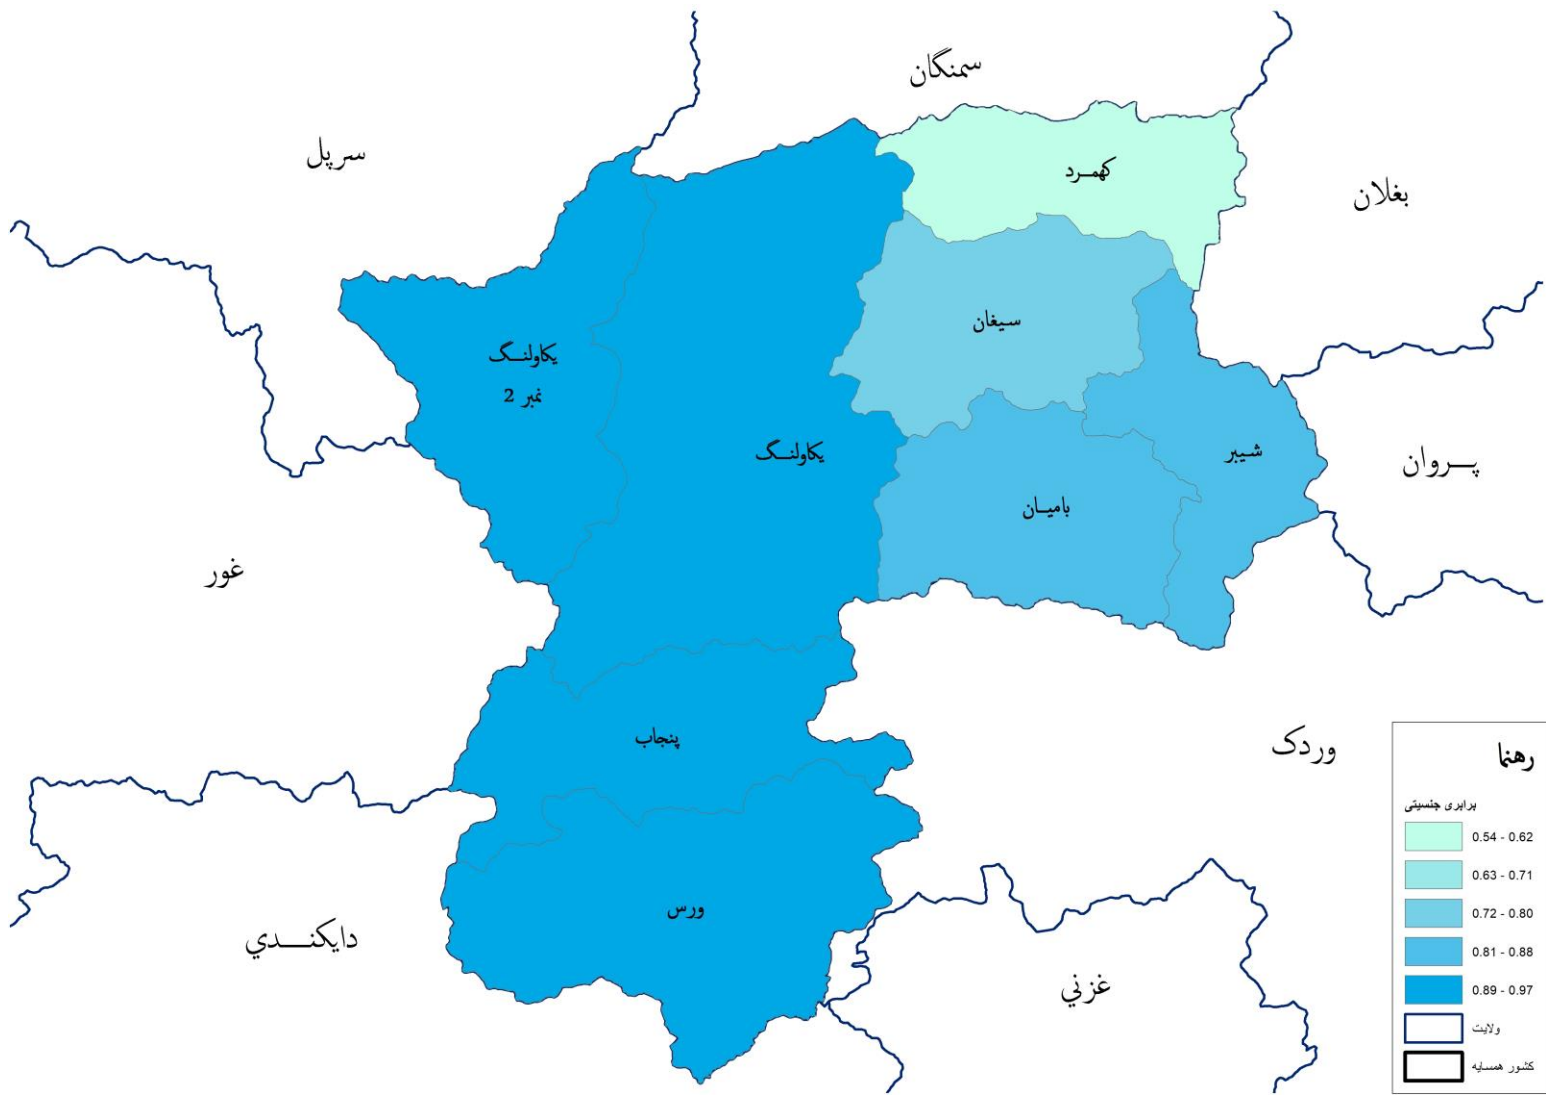 سمنگان
سرپل
کهمرد
بغلان
سیغان
یکاولنگ
نمبر 2
یکاولنگ
شیبر
پروان
بامیان
غور
پنجاب
وردک
ورس
دایکندي
غزني
رهنما
برابری جنسیتی
0.54 - 0.62
0.63 - 0.71
0.72 - 0.80
0.81 - 0.88
0.89 - 0.97
ولایت
کشور همسایه